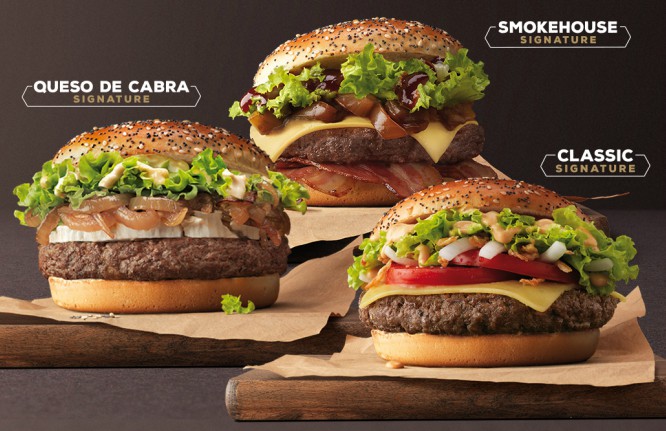 SMOKEHOUSE
SIGNATURE
QUESO DE CABRA
SIGNATURE
CLASSIC
SIGNATURE